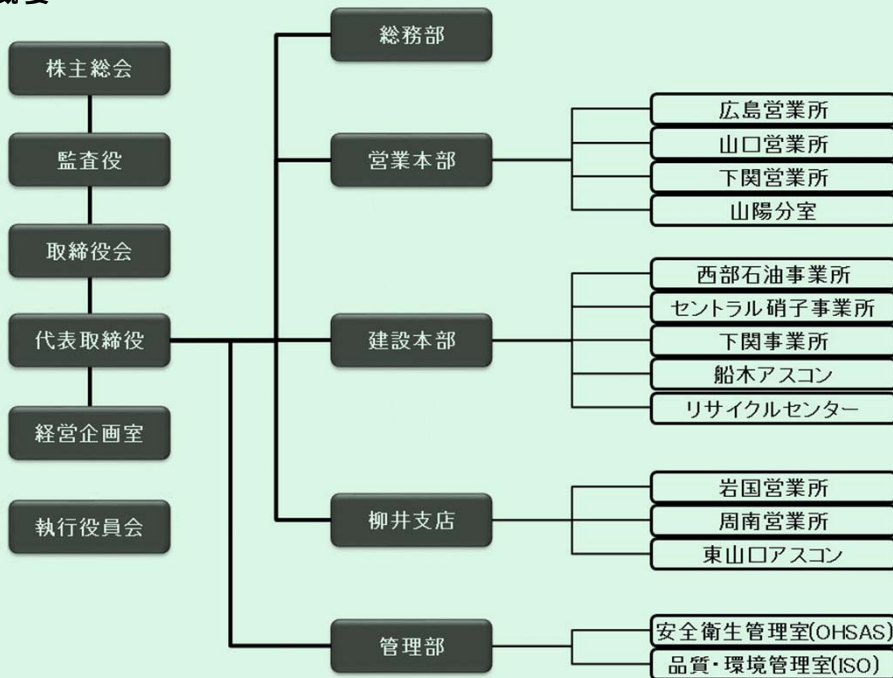 株主総会
監査役
取締役会
代表取締役
経営企画室
執行役員会
総務部
営業本部
広島営業所
山口営業所
下関営業所
山陽分室
建設本部
西部石油事業所
セントラル硝子事業所
下関事業所
船木アスコン
リサイクルセンター
柳井支店
岩国営業所
周南営業所
東山口アスコン
管理部
安全衛生管理室(OHSAS)
品質・環境管理室(ISO)